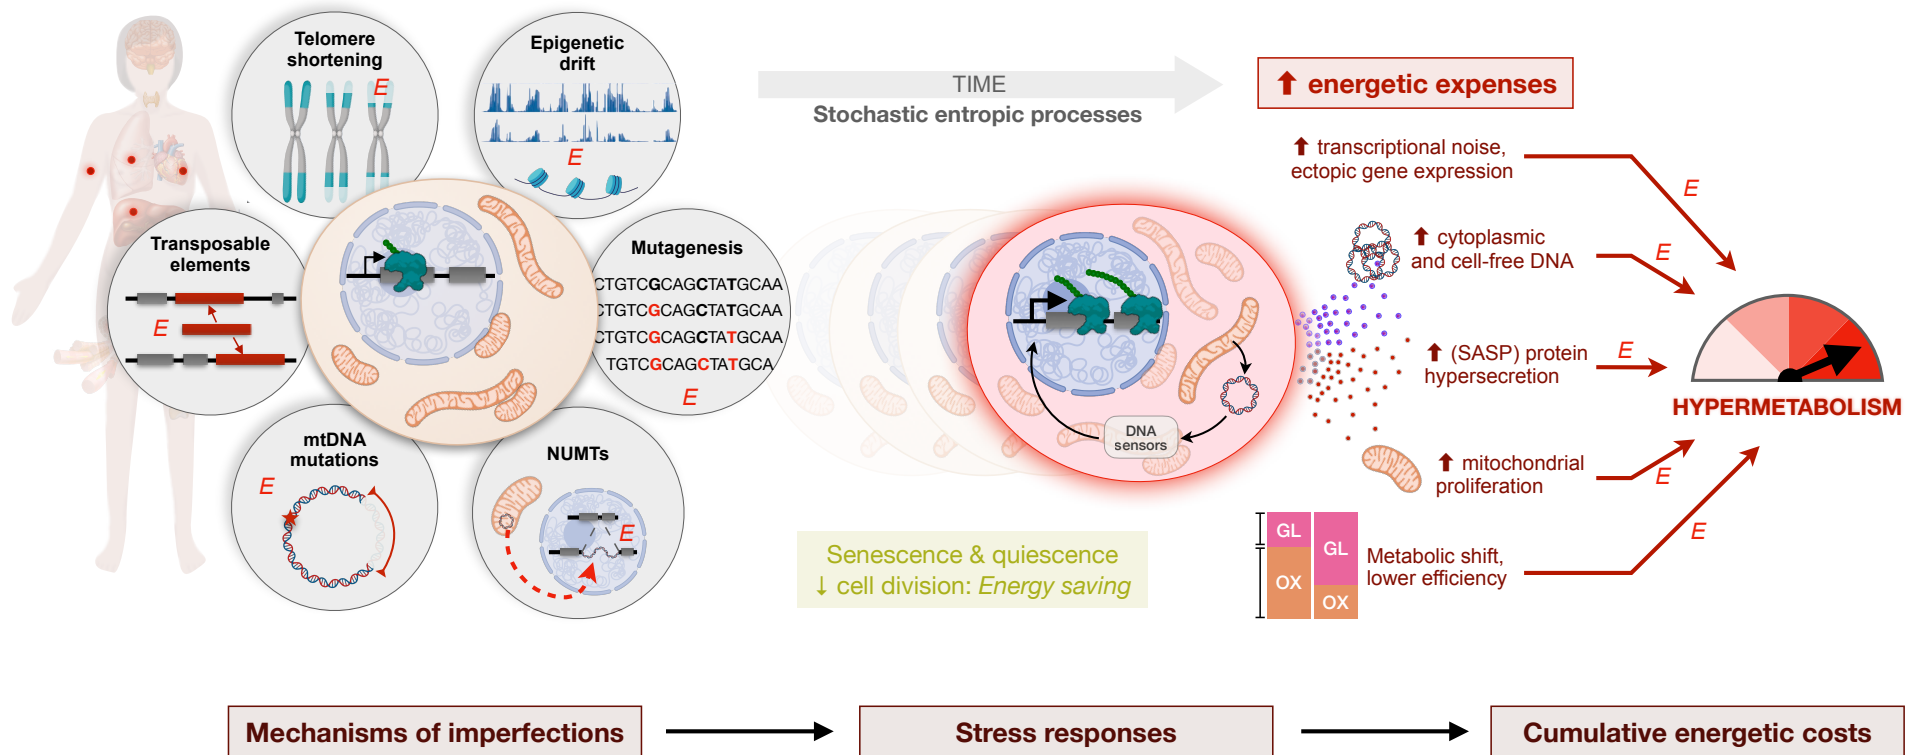 Telomere
shortening
E
Epigenetic
drift
E
Transposable
elements
E
Mutagenesis
CTGTCGCAGCTATGCAA
CTGTCGCAGCTATGCAA
CTGTCGCAGCTATGCAA
TGTCGCAGCTATGCA
E
mtDNA
mutations
E
NUMTs
E
TIME
Stochastic entropic processes
DNA
sensors
Senescence & quiescence
↓ cell division: Energy saving
⬆ energetic expenses
⬆ transcriptional noise,
ectopic gene expression
E
⬆ cytoplasmic
and cell-free DNA
E
⬆ (SASP) protein
hypersecretion
E
⬆ mitochondrial
proliferation
E
GL
OX
GL
OX
Metabolic shift,
lower efficiency
E
HYPERMETABOLISM
Mechanisms of imperfections
Stress responses
Cumulative energetic costs